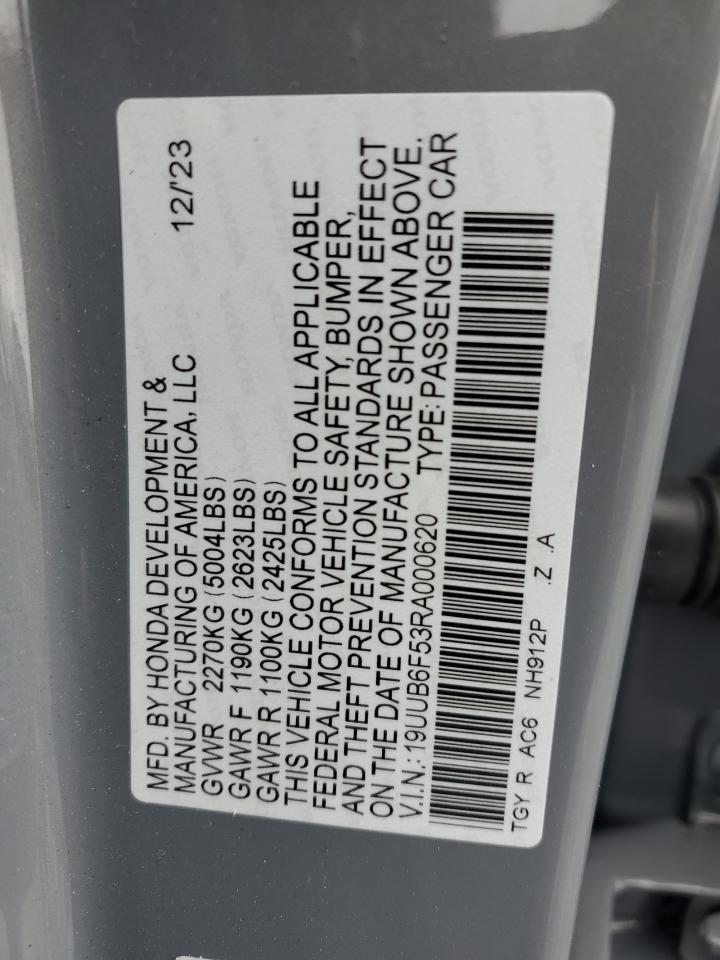 MFD. BY HONDA DEVELOPMENT &
MANUFACTURING OF AMERICA, LLC 12/'23
GVWR 2270KG (5004LBS)
GAWR F 1190KG (2623LBS)
GAWR R 1100KG (2425LBS)
THIS VEHICLE CONFORMS TO ALL APPLICABLE
FEDERAL MOTOR VEHICLE SAFETY, BUMPER,
AND THEFT PREVENTION STANDARDS IN EFFECT
ON THE DATE OF MANUFACTURE SHOWN ABOVE.
V.I.N.: 19UUB6F53RA000620 TYPE: PASSENGER CAR
TGY R AC6 NH912P .Z .A